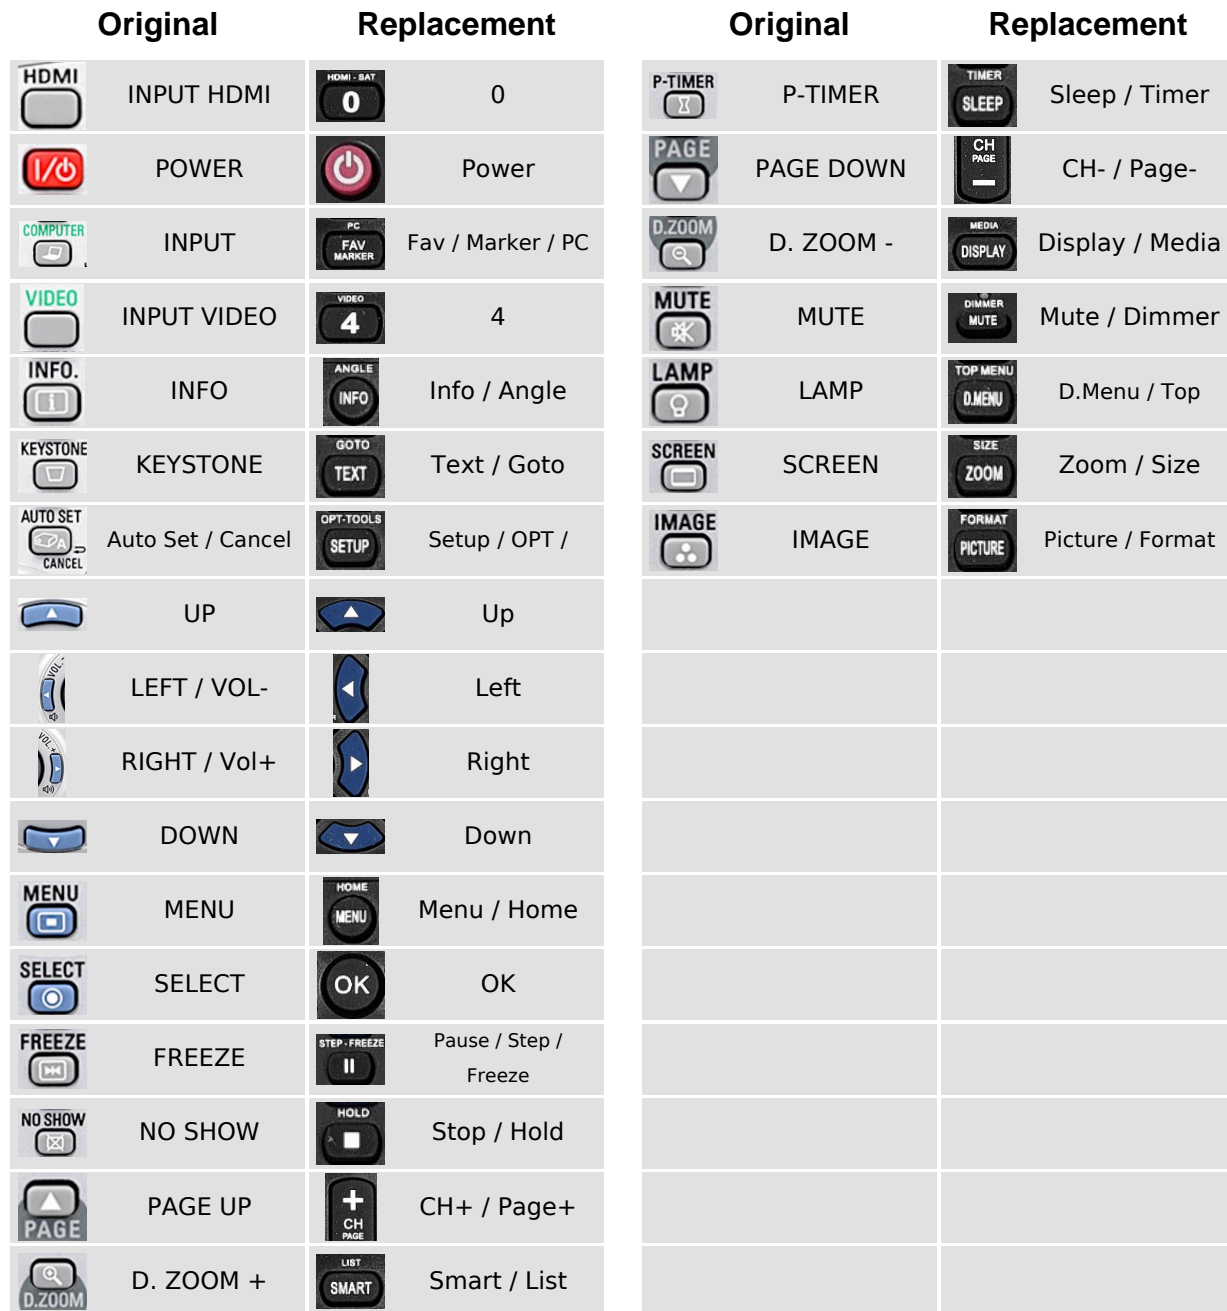 Original Replacement Original Replacement
HDMI INPUT HDMI HDMI - SAT 0 0 P-TIMER P-TIMER TIMER SLEEP Sleep / Timer
I/⏻ POWER Power PAGE PAGE DOWN CH PAGE — CH- / Page-
COMPUTER INPUT PC FAV MARKER Fav / Marker / PC D.ZOOM D. ZOOM - MEDIA DISPLAY Display / Media
VIDEO INPUT VIDEO VIDEO 4 4 MUTE MUTE DIMMER MUTE Mute / Dimmer
INFO. i INFO ANGLE INFO Info / Angle LAMP LAMP TOP MENU D.MENU D.Menu / Top
KEYSTONE KEYSTONE GOTO TEXT Text / Goto SCREEN SCREEN SIZE ZOOM Zoom / Size
AUTO SET A CANCEL Auto Set / Cancel OPT-TOOLS SETUP Setup / OPT / IMAGE IMAGE FORMAT PICTURE Picture / Format
UP Up
VOL.- LEFT / VOL- Left
VOL.+ RIGHT / Vol+ Right
DOWN Down
MENU MENU HOME MENU Menu / Home
SELECT SELECT OK OK
FREEZE FREEZE STEP-FREEZE Pause / Step /
Freeze
NO SHOW NO SHOW HOLD Stop / Hold
PAGE PAGE UP + CH PAGE CH+ / Page+
D.ZOOM D. ZOOM + LIST SMART Smart / List